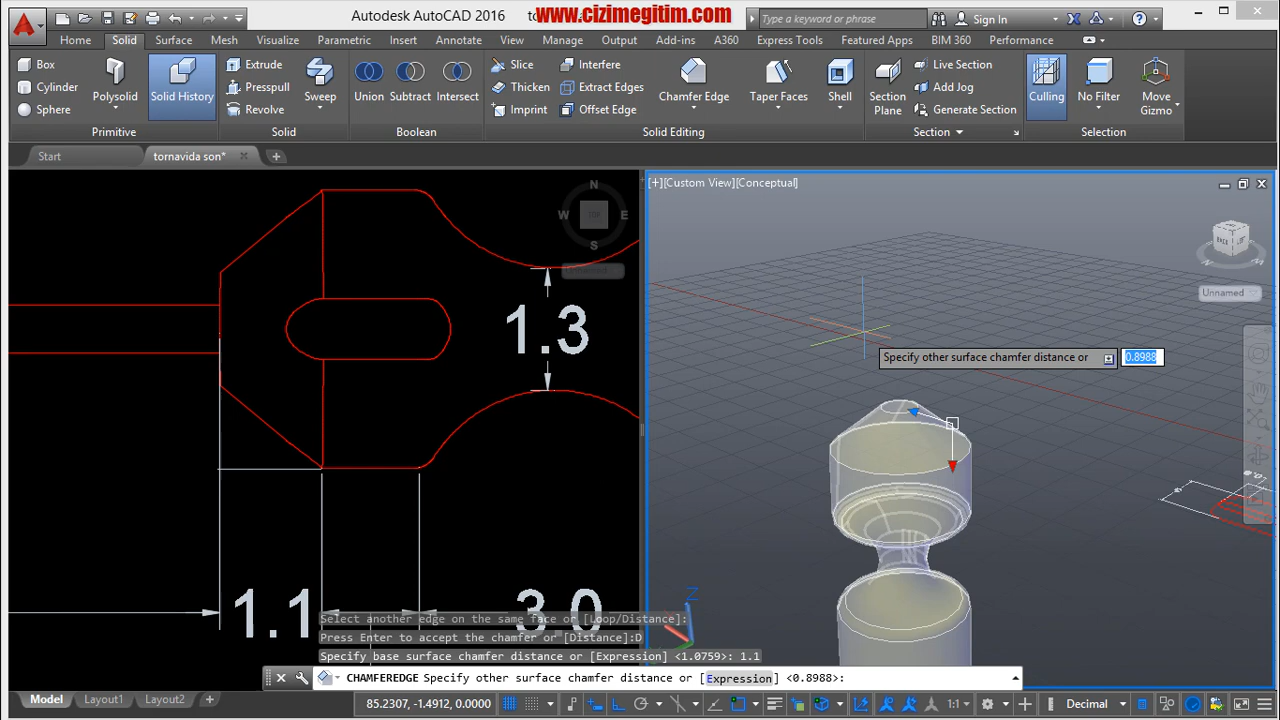 Autodesk AutoCAD 2016
www.cizimegitim.com
Type a keyword or phrase
Sign In
Home Solid Surface Mesh Visualize Parametric Insert Annotate View Manage Output Add-ins A360 Express Tools Featured Apps BIM 360 Performance
Box
Cylinder
Sphere
Polysolid
Solid History
Extrude
Presspull
Revolve
Sweep
Union
Subtract
Intersect
Slice
Thicken
Imprint
Interfere
Extract Edges
Offset Edge
Chamfer Edge
Taper Faces
Shell
Section Plane
Live Section
Add Jog
Generate Section
Culling
No Filter
Move Gizmo
Primitive Solid Boolean Solid Editing Section Selection
Start tornavida son*
[+][Custom View][Conceptual]
N
W TOP E
S
Unnamed
1.3
Specify other surface chamfer distance or 0.8988
1.1
3.0
Z
Select another edge on the same face or [Loop/Distance]:
Press Enter to accept the chamfer or [Distance]:D
Specify base surface chamfer distance or [Expression] <1.0759>: 1.1
CHAMFEREDGE Specify other surface chamfer distance or [Expression] <0.8988>:
Model Layout1 Layout2
85.2307, -1.4912, 0.0000
1:1
Decimal